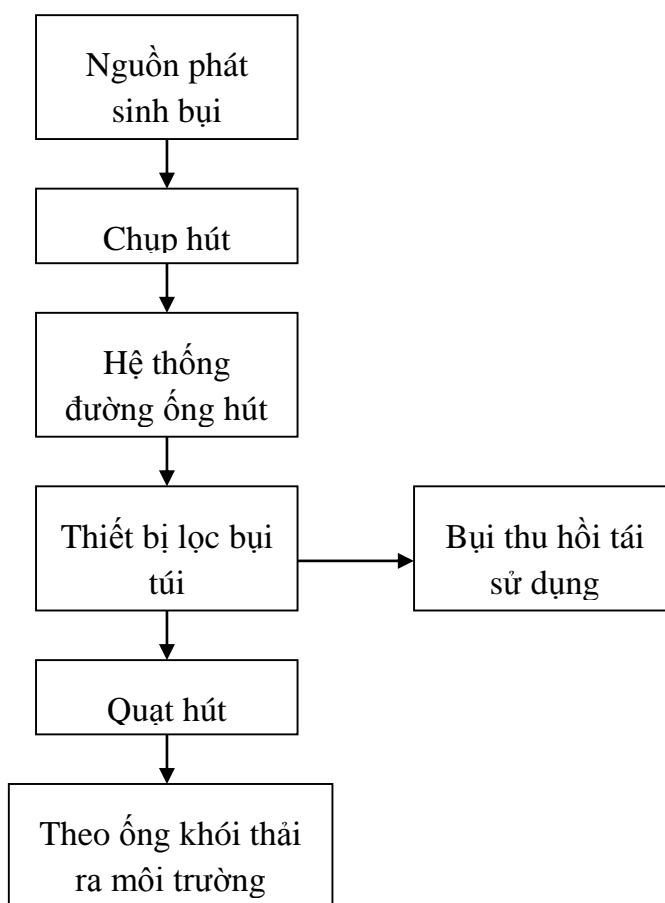 Nguồn phát
sinh bụi
Chụp hút
Hệ thống
đường ống hút
Thiết bị lọc bụi
túi
Bụi thu hồi tái
sử dụng
Quạt hút
Theo ống khói thải
ra môi trường